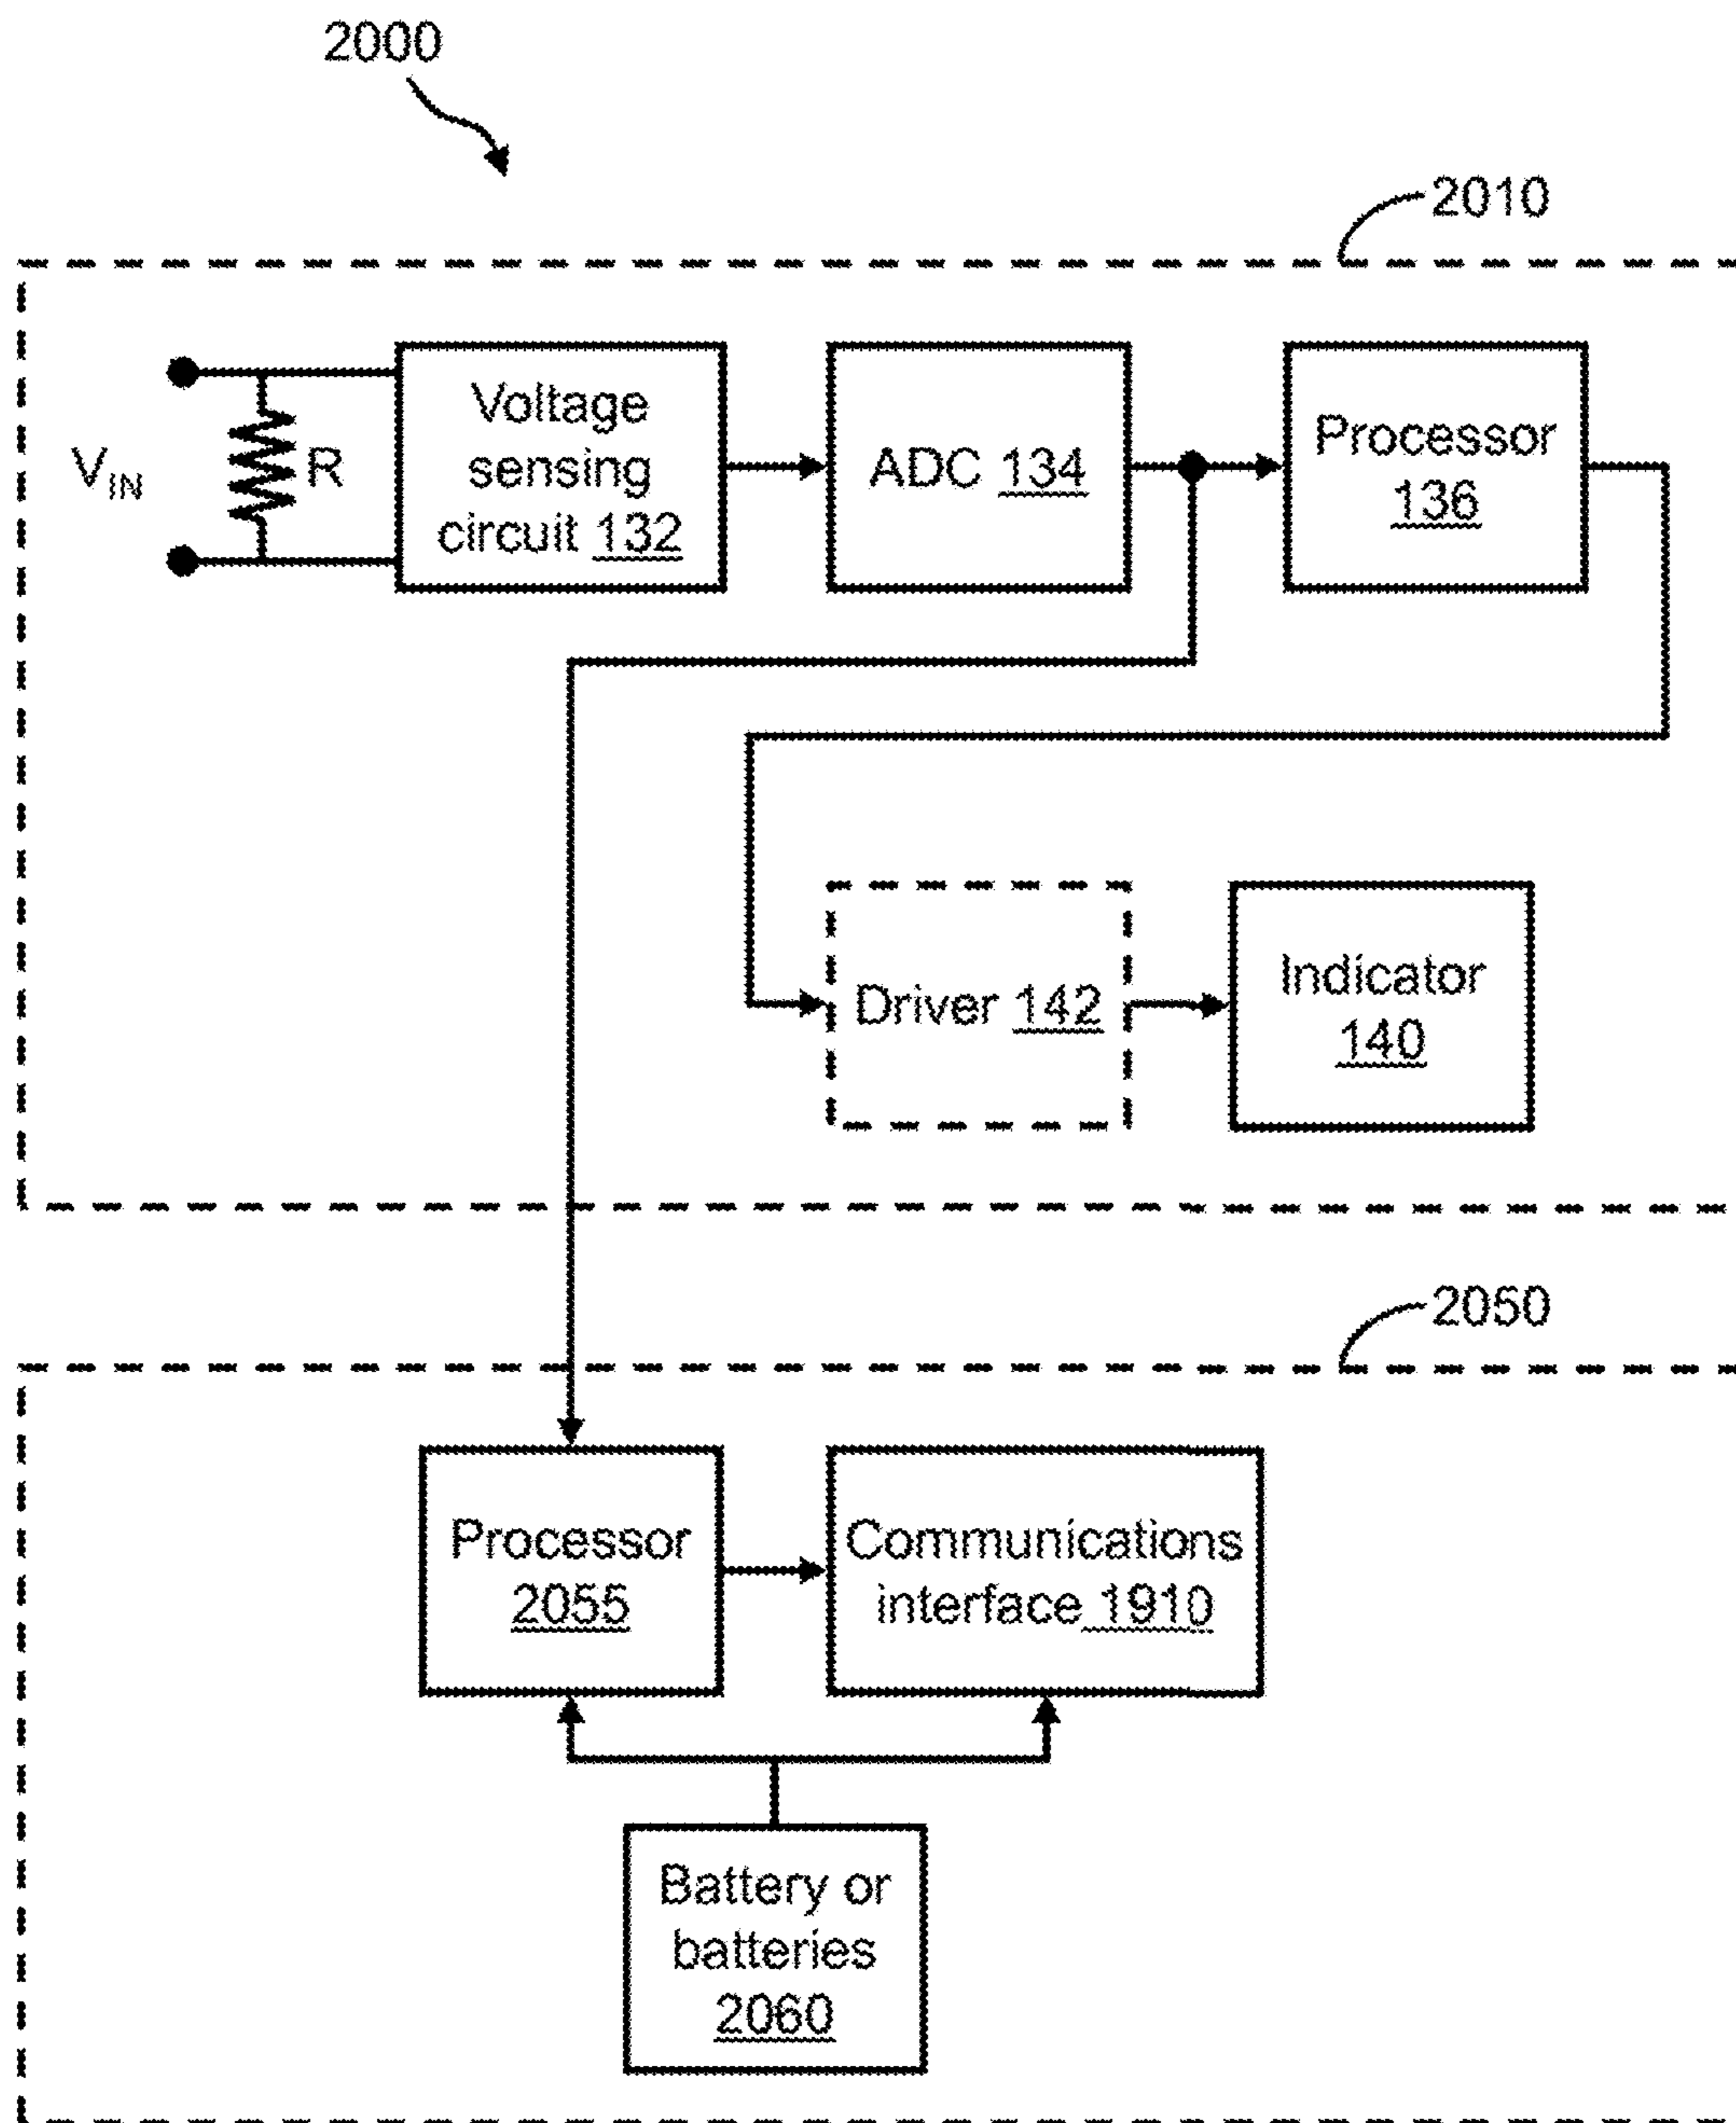 2000
2010
V_IN
R
Voltage
sensing
circuit 132
ADC 134
Processor
136
Driver 142
Indicator
140
2050
Processor
2055
Communications
interface 1910
Battery or
batteries
2060